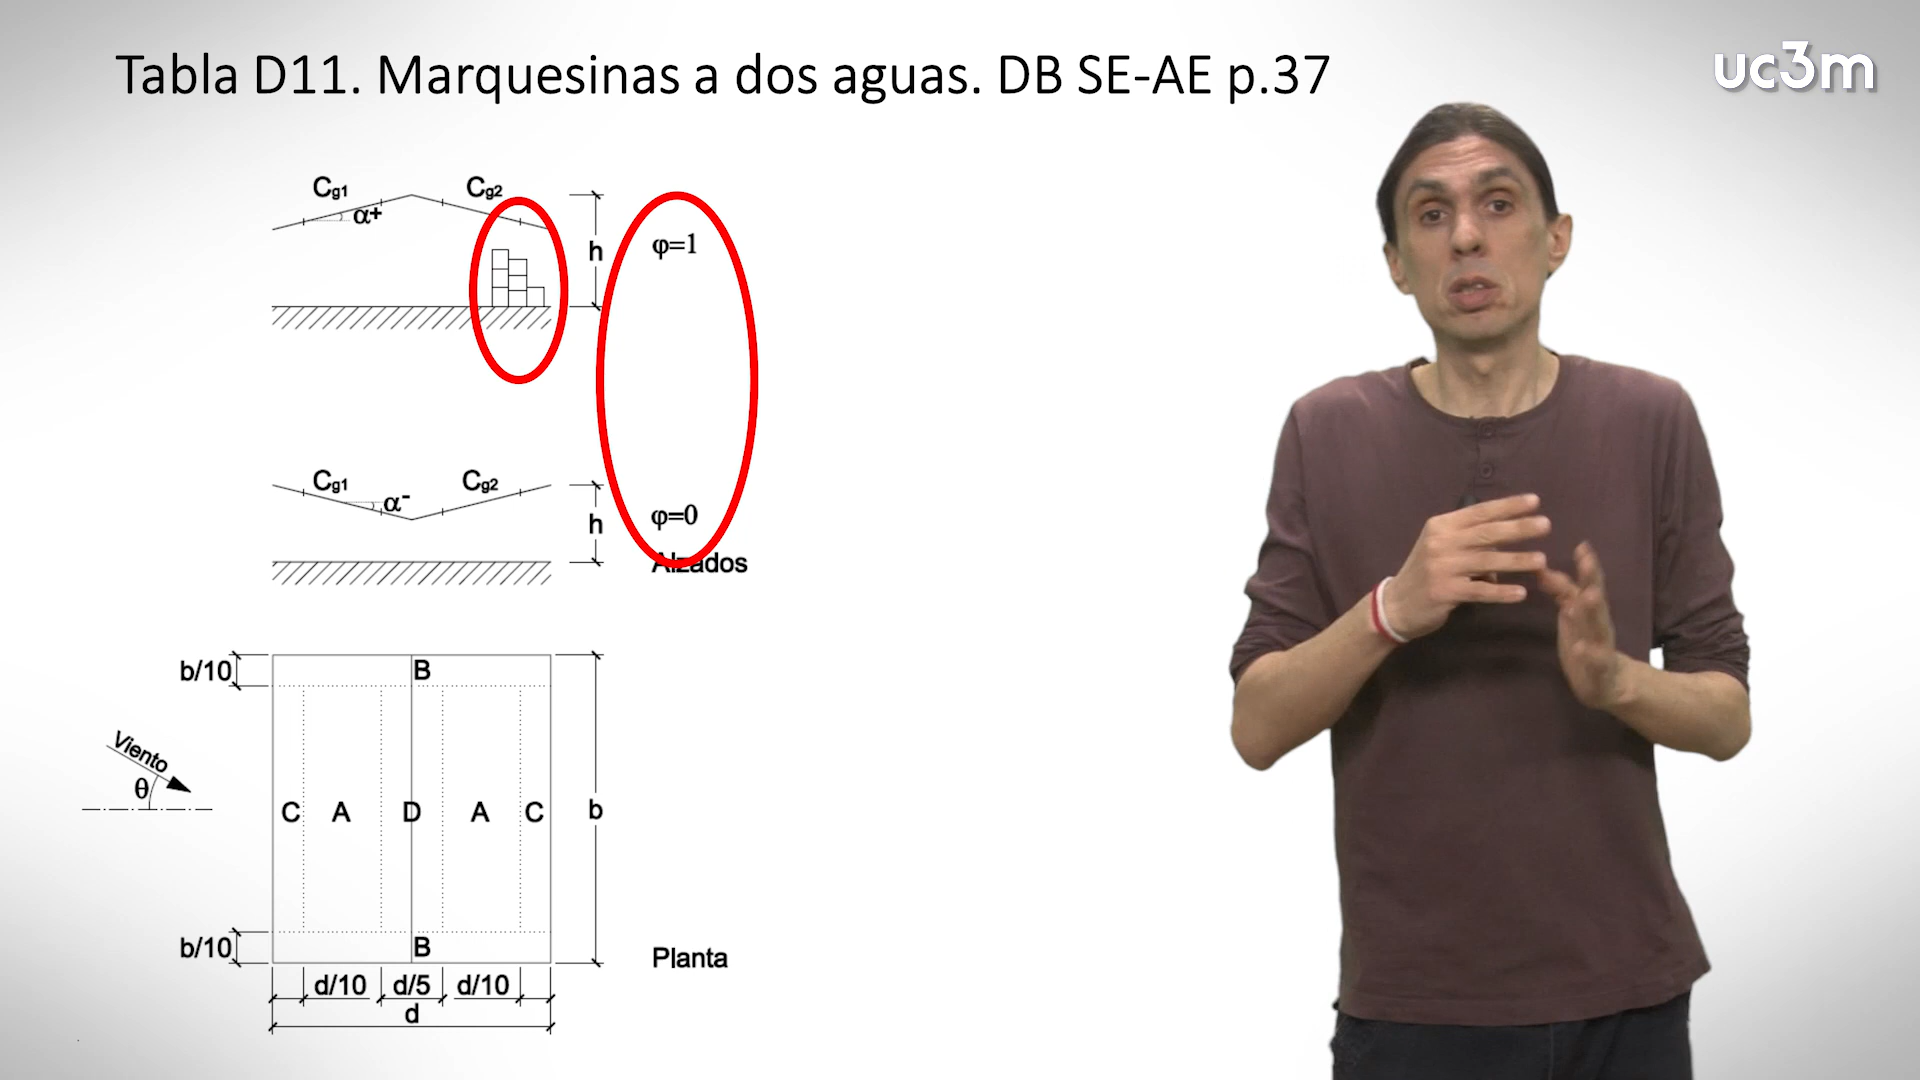 Tabla D11. Marquesinas a dos aguas. DB SE-AE p.37
uc3m
Cg1
Cg2
α+
h
φ=1
Cg1
Cg2
α-
h
φ=0
Alzados
b/10
B
Viento
θ
C A D A C
b
b/10
B
Planta
d/10 d/5 d/10
d